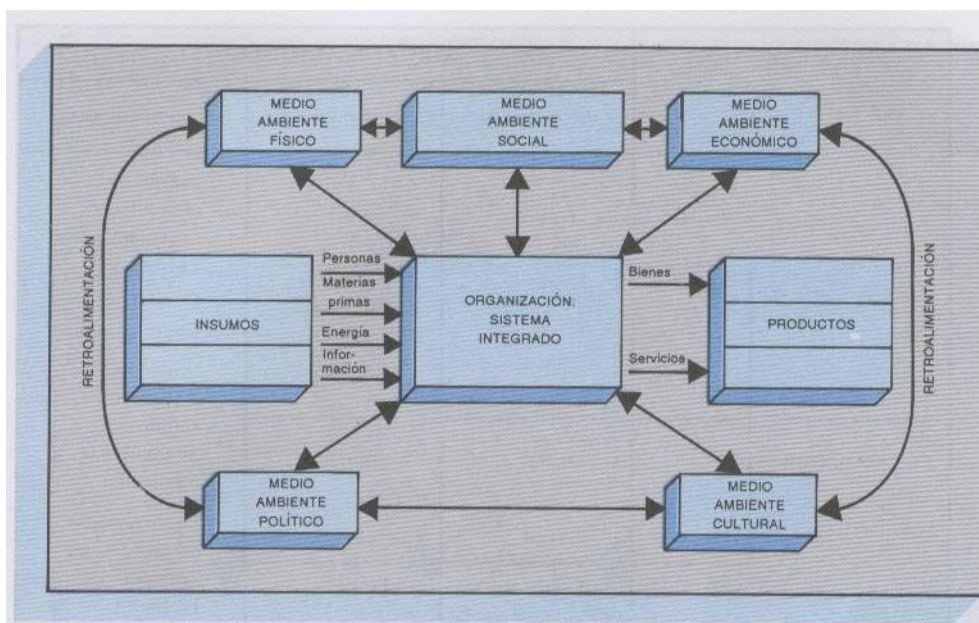 MEDIO
AMBIENTE
FÍSICO
MEDIO
AMBIENTE
SOCIAL
MEDIO
AMBIENTE
ECONÓMICO
RETROALIMENTACIÓN
INSUMOS
Personas
Materias
primas
Energía
Infor-
mación
ORGANIZACIÓN:
SISTEMA
INTEGRADO
Bienes
Servicios
PRODUCTOS
RETROALIMENTACIÓN
MEDIO
AMBIENTE
POLÍTICO
MEDIO
AMBIENTE
CULTURAL